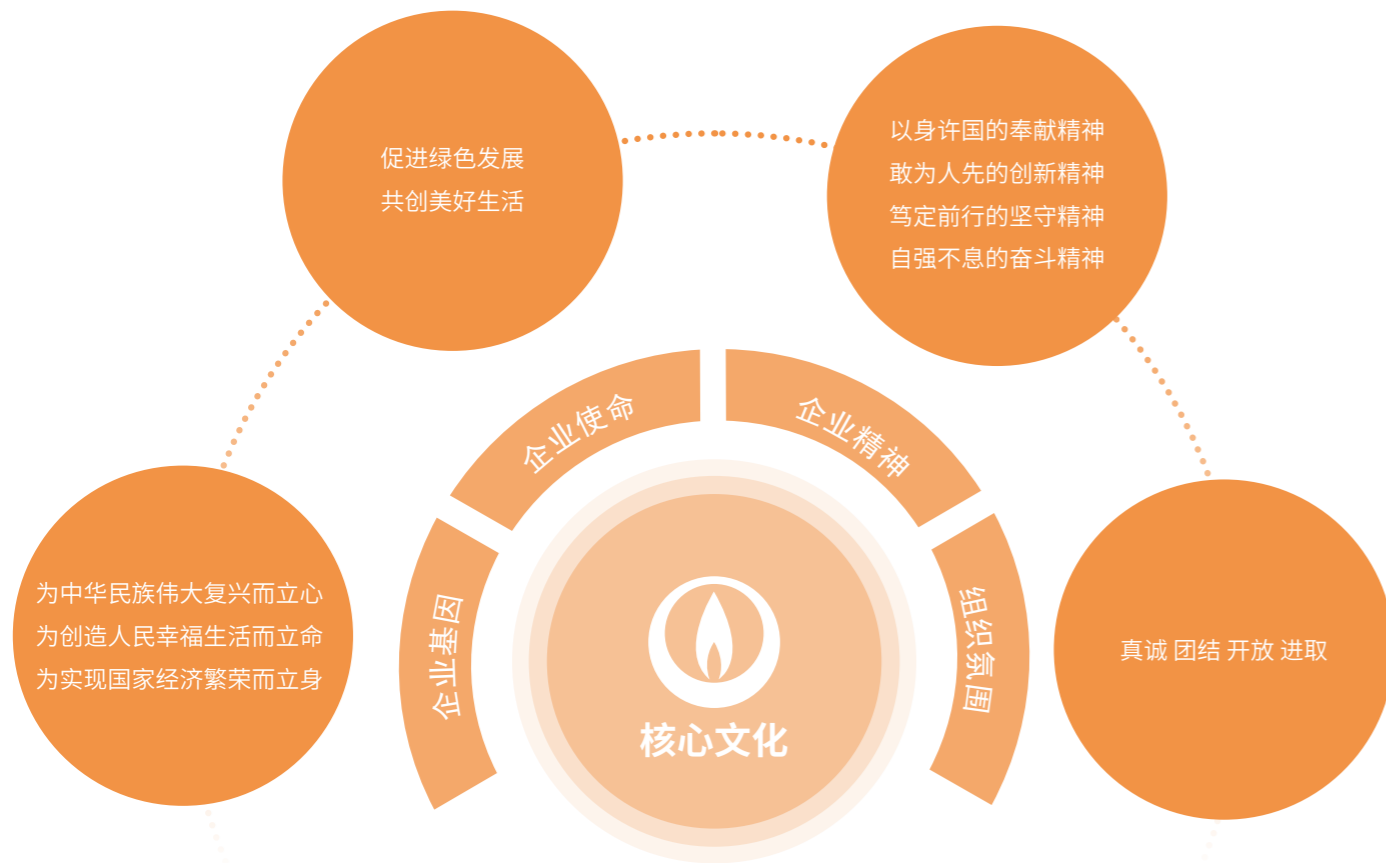 促进绿色发展
共创美好生活
以身许国的奉献精神
敢为人先的创新精神
笃定前行的坚守精神
自强不息的奋斗精神
企业使命
企业精神
为中华民族伟大复兴而立心
为创造人民幸福生活而立命
为实现国家经济繁荣而立身
企业基因
组织氛围
真诚 团结 开放 进取
核心文化